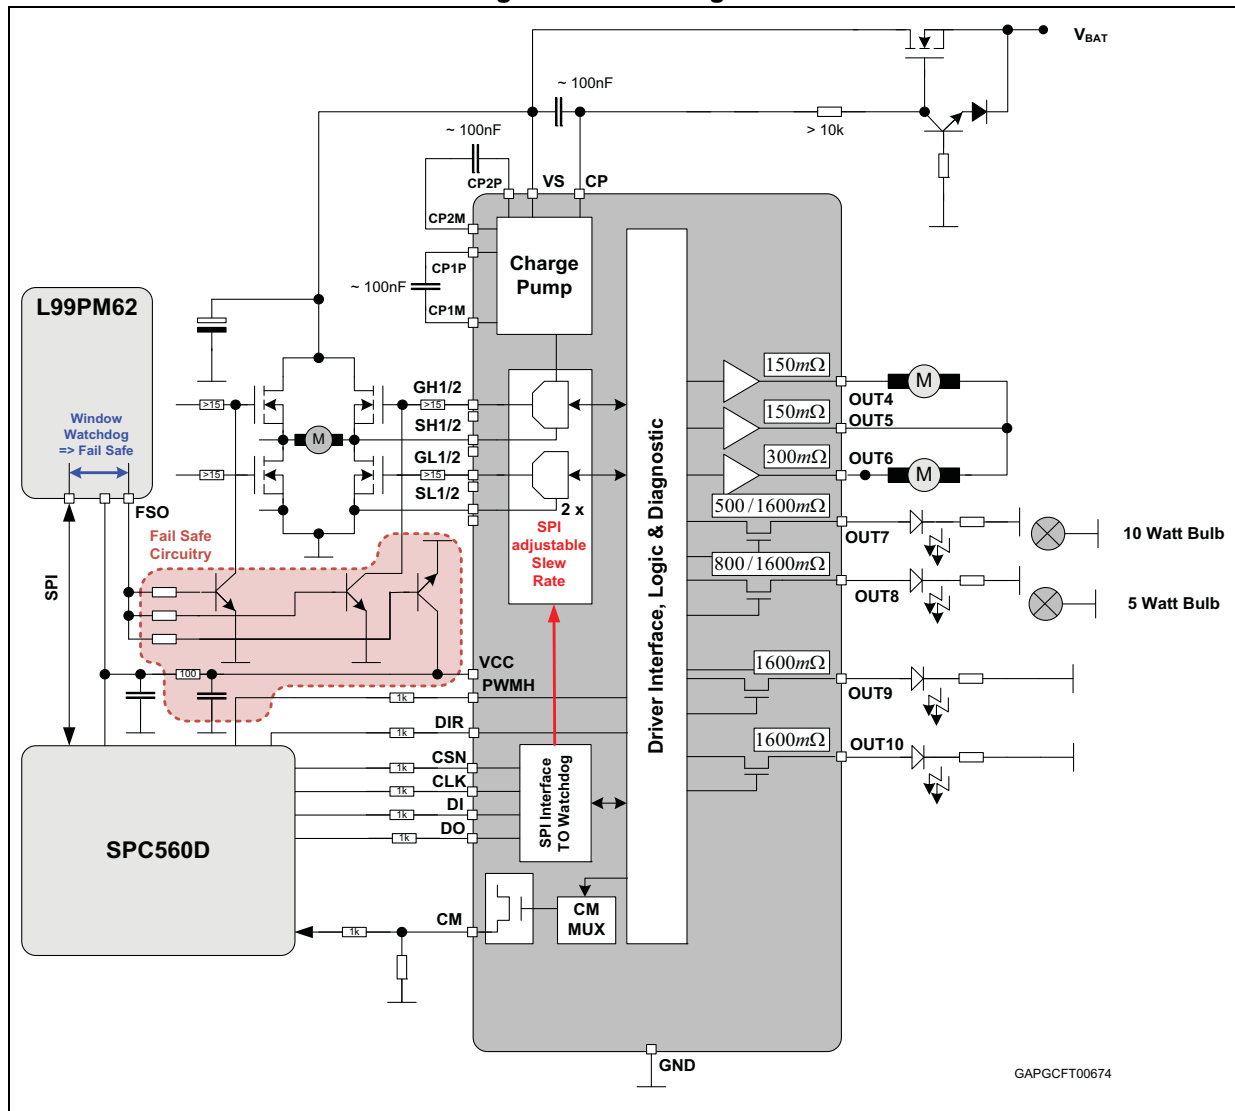 V_BAT
~ 100nF
> 10k
~ 100nF
CP2P
VS
CP
CP2M
CP1P
~ 100nF
CP1M
Charge
Pump
L99PM62
Window
Watchdog
=> Fail Safe
FSO
SPI
>15
>15
M
GH1/2
>15
SH1/2
GL1/2
>15
SL1/2
2 x
SPI
adjustable
Slew
Rate
Driver Interface, Logic & Diagnostic
150mΩ
OUT4
M
150mΩ
OUT5
300mΩ
OUT6
M
500/1600mΩ
OUT7
10 Watt Bulb
800/1600mΩ
OUT8
5 Watt Bulb
1600mΩ
OUT9
1600mΩ
OUT10
Fail Safe
Circuitry
100
VCC
PWMH
1k
DIR
1k
CSN
1k
CLK
1k
DI
1k
DO
1k
SPI Interface
TO Watchdog
SPC560D
CM
1k
CM
MUX
GND
GAPGCFT00674